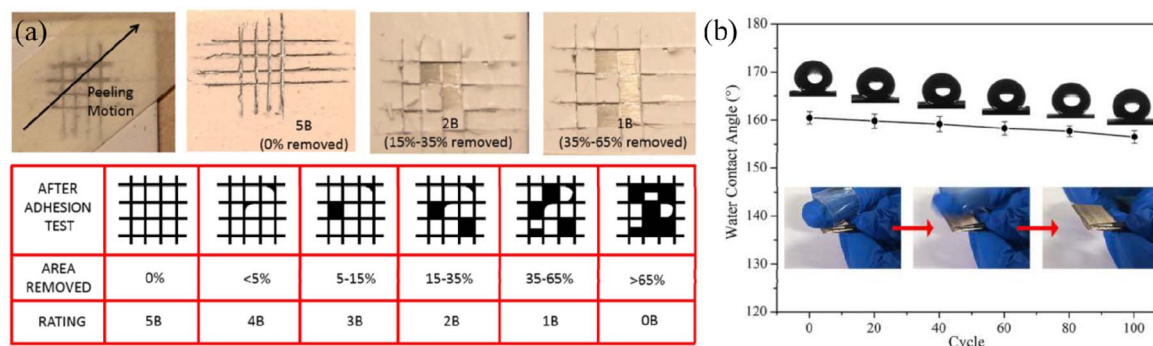 (a)
Peeling
Motion
5B
(0% removed)
2B
(15%-35% removed)
1B
(35%-65% removed)
AFTER
ADHESION
TEST
AREA
REMOVED
0%
<5%
5-15%
15-35%
35-65%
>65%
RATING
5B
4B
3B
2B
1B
0B
(b)
Water Contact Angle (°)
180
170
160
150
140
130
120
0
20
40
60
80
100
Cycle